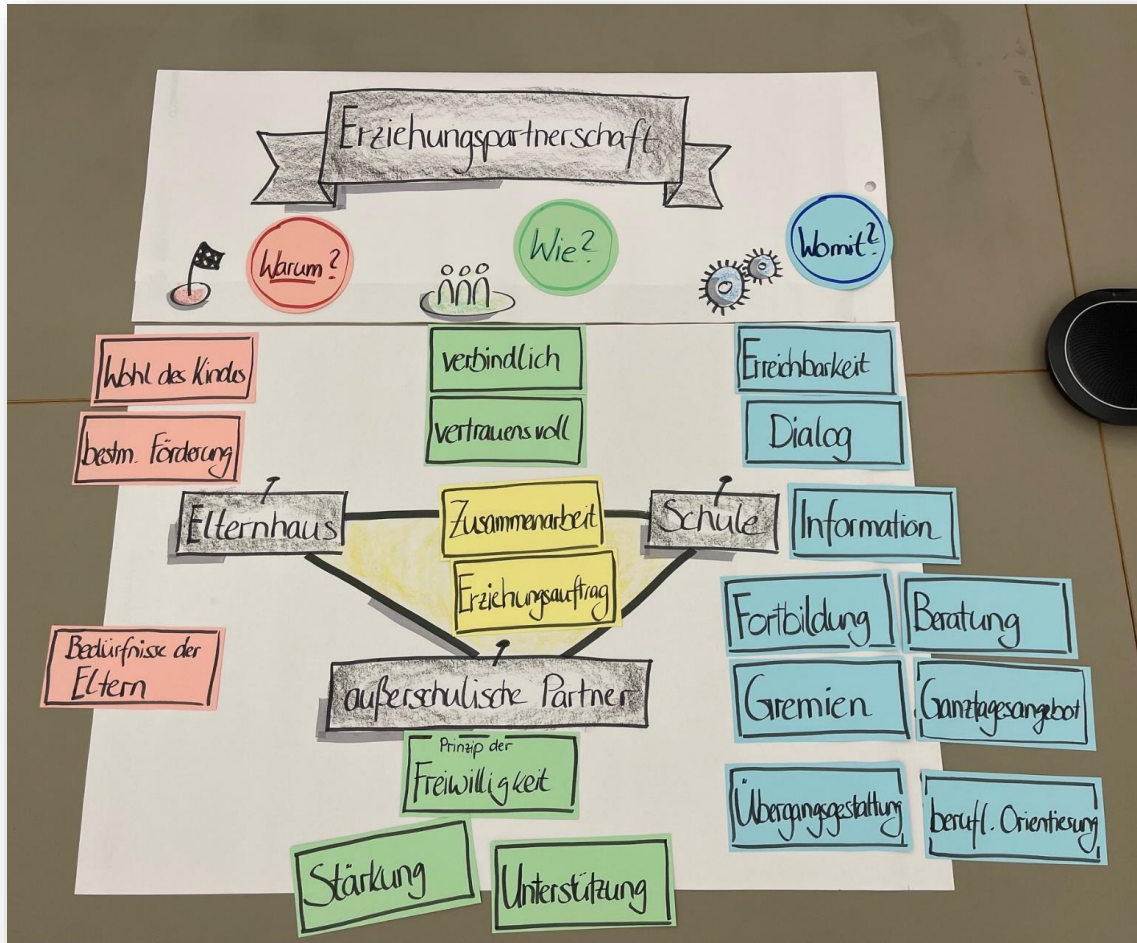 Erziehungspartnerschaft
Warum?
Wie?
Womit?
Wohl des Kindes
bestm. Förderung
verbindlich
vertrauensvoll
Erreichbarkeit
Dialog
Elternhaus
Zusammenarbeit
Schule
Information
Erziehungsauftrag
Fortbildung
Beratung
Bedürfnisse der
Eltern
außerschulische Partner
Gremien
Ganztagesangebot
Prinzip der
Freiwilligkeit
Übergangsgestaltung
berufl. Orientierung
Stärkung
Unterstützung